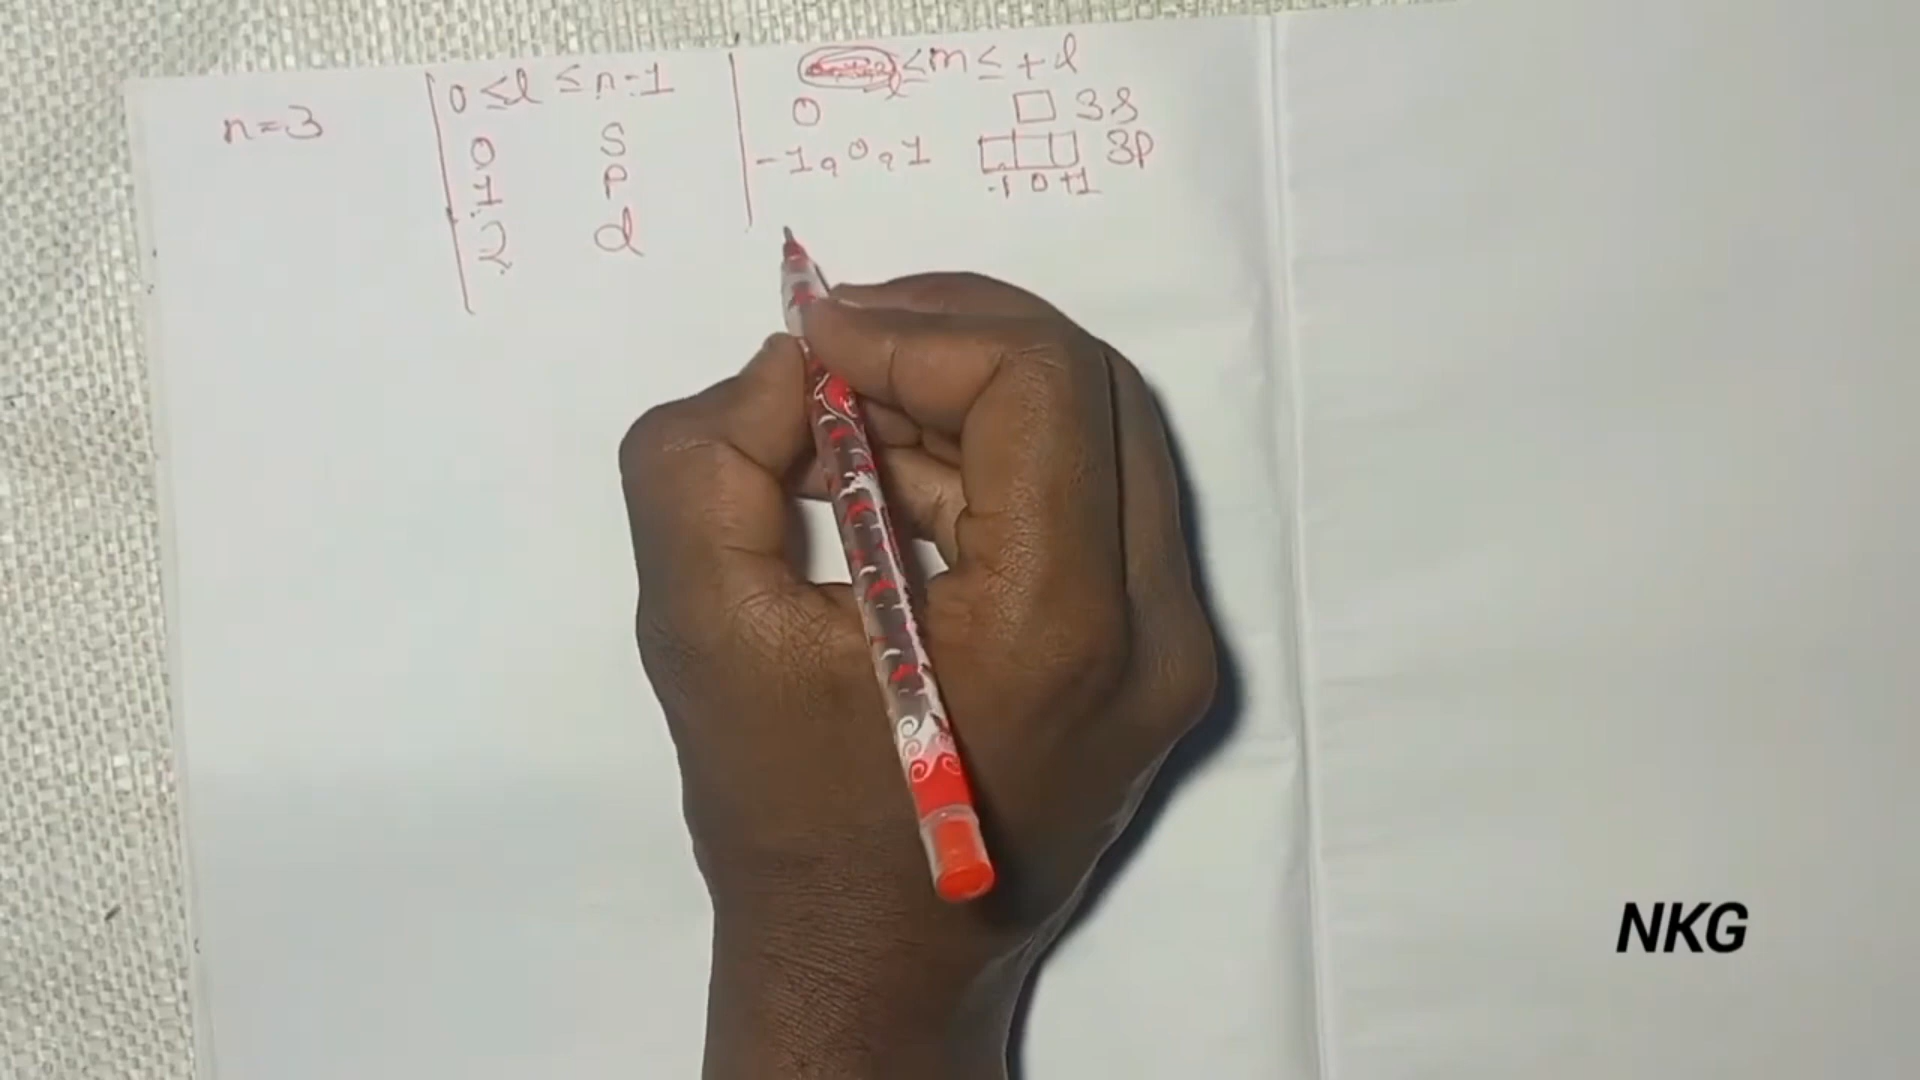 n=3 0 ≤ l ≤ n-1 ≤ m ≤ +l
0 S 0 3s
1 P -1, 0, 1 3p
-1 0 +1
2 d
NKG